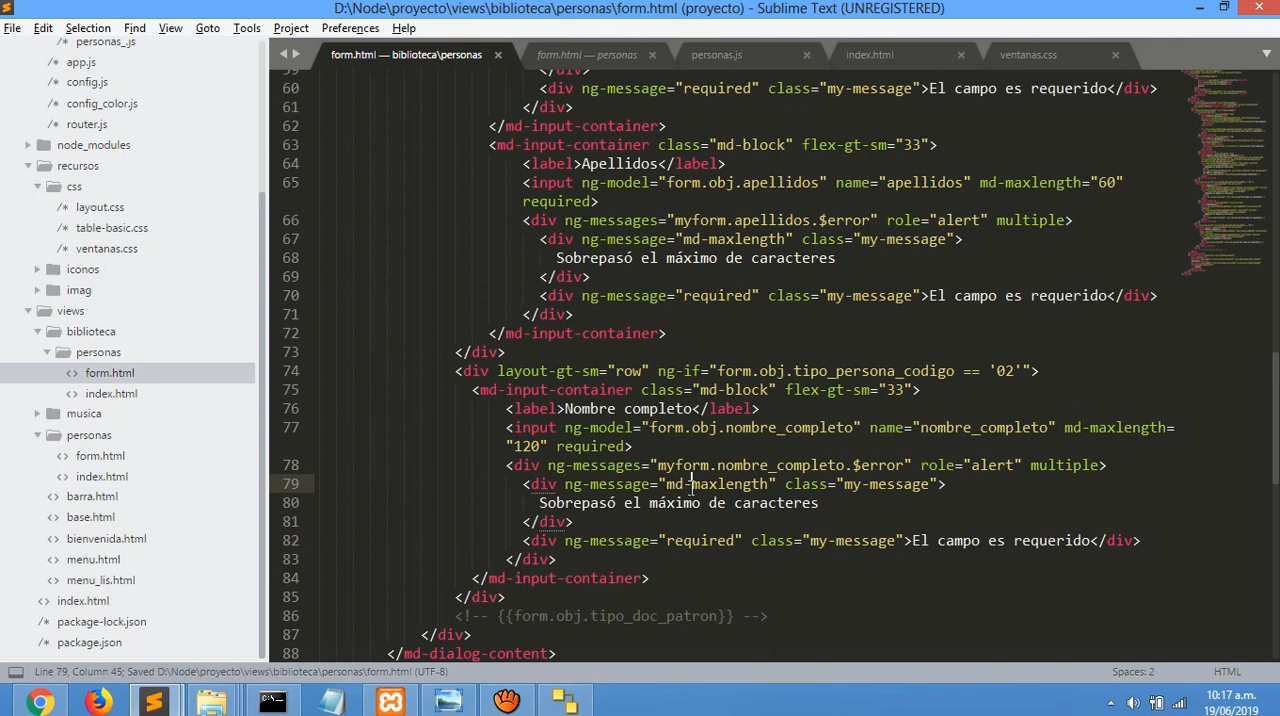 D:\Node\proyecto\views\biblioteca\personas\form.html (proyecto) - Sublime Text (UNREGISTERED)
File Edit Selection Find View Goto Tools Project Preferences Help
form.html — biblioteca\personas
form.html — personas
personas.js
index.html
ventanas.css
personas_.js
app.js
config.js
config_color.js
router.js
node_modules
recursos
css
layout.css
table-basic.css
ventanas.css
iconos
imag
views
biblioteca
personas
form.html
index.html
musica
personas
form.html
index.html
barra.html
base.html
bienvenida.html
menu.html
menu_lis.html
index.html
package-lock.json
package.json
59 </div>
60 <div ng-message="required" class="my-message">El campo es requerido</div>
61 </div>
62 </md-input-container>
63 <md-input-container class="md-block" flex-gt-sm="33">
64 <label>Apellidos</label>
65 <input ng-model="form.obj.apellidos" name="apellidos" md-maxlength="60"
required>
66 <div ng-messages="myform.apellidos.$error" role="alert" multiple>
67 <div ng-message="md-maxlength" class="my-message">
68 Sobrepasó el máximo de caracteres
69 </div>
70 <div ng-message="required" class="my-message">El campo es requerido</div>
71 </div>
72 </md-input-container>
73 </div>
74 <div layout-gt-sm="row" ng-if="form.obj.tipo_persona_codigo == '02'">
75 <md-input-container class="md-block" flex-gt-sm="33">
76 <label>Nombre completo</label>
77 <input ng-model="form.obj.nombre_completo" name="nombre_completo" md-maxlength=
"120" required>
78 <div ng-messages="myform.nombre_completo.$error" role="alert" multiple>
79 <div ng-message="md-maxlength" class="my-message">
80 Sobrepasó el máximo de caracteres
81 </div>
82 <div ng-message="required" class="my-message">El campo es requerido</div>
83 </div>
84 </md-input-container>
85 </div>
86 <!-- {{form.obj.tipo_doc_patron}} -->
87 </div>
88 </md-dialog-content>
Line 79, Column 45; Saved D:\Node\proyecto\views\biblioteca\personas\form.html (UTF-8)
Spaces: 2
HTML
10:17 a.m.
19/06/2019